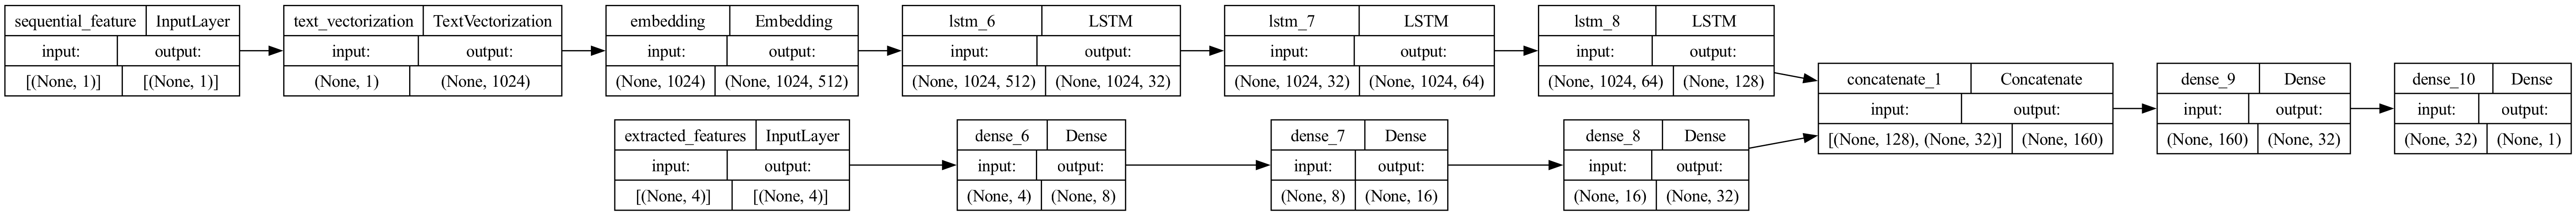 sequential_feature InputLayer
input: output:
[(None, 1)] [(None, 1)]
text_vectorization TextVectorization
input: output:
(None, 1) (None, 1024)
embedding Embedding
input: output:
(None, 1024) (None, 1024, 512)
lstm_6 LSTM
input: output:
(None, 1024, 512) (None, 1024, 32)
lstm_7 LSTM
input: output:
(None, 1024, 32) (None, 1024, 64)
lstm_8 LSTM
input: output:
(None, 1024, 64) (None, 128)
extracted_features InputLayer
input: output:
[(None, 4)] [(None, 4)]
dense_6 Dense
input: output:
(None, 4) (None, 8)
dense_7 Dense
input: output:
(None, 8) (None, 16)
dense_8 Dense
input: output:
(None, 16) (None, 32)
concatenate_1 Concatenate
input: output:
[(None, 128), (None, 32)] (None, 160)
dense_9 Dense
input: output:
(None, 160) (None, 32)
dense_10 Dense
input: output:
(None, 32) (None, 1)